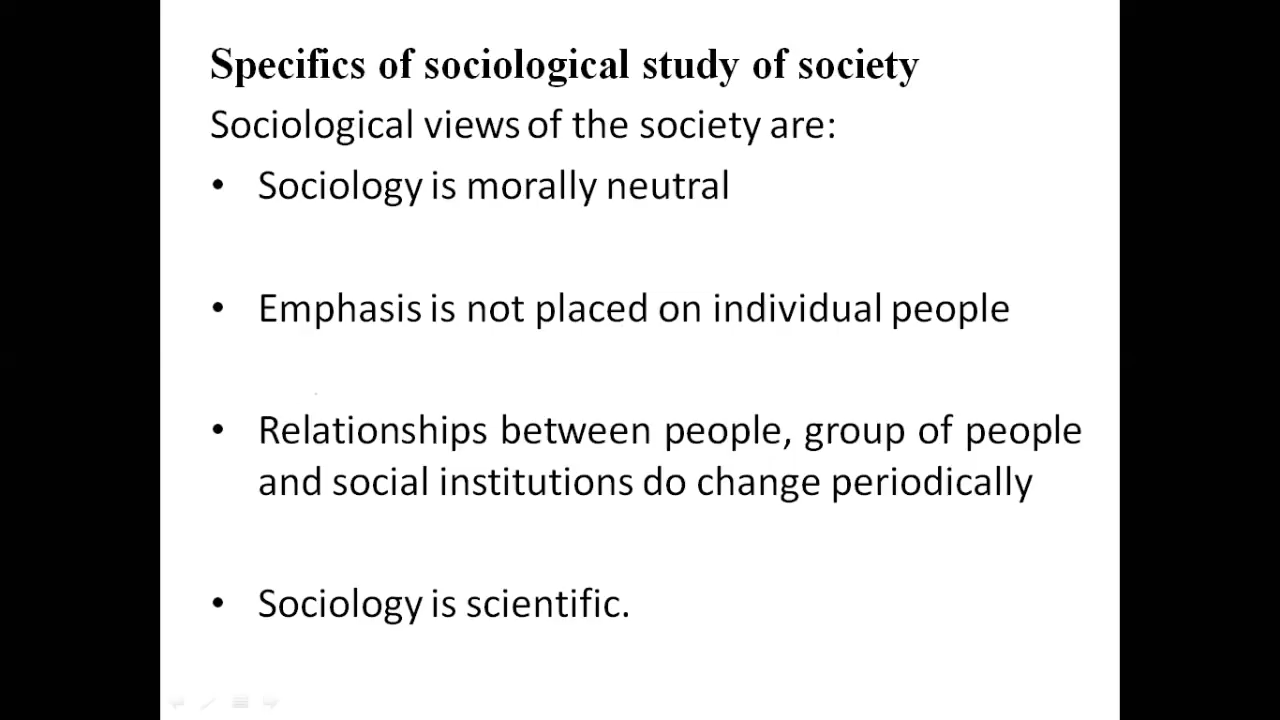 Specifics of sociological study of society
Sociological views of the society are:
• Sociology is morally neutral
• Emphasis is not placed on individual people
• Relationships between people, group of people
and social institutions do change periodically
• Sociology is scientific.